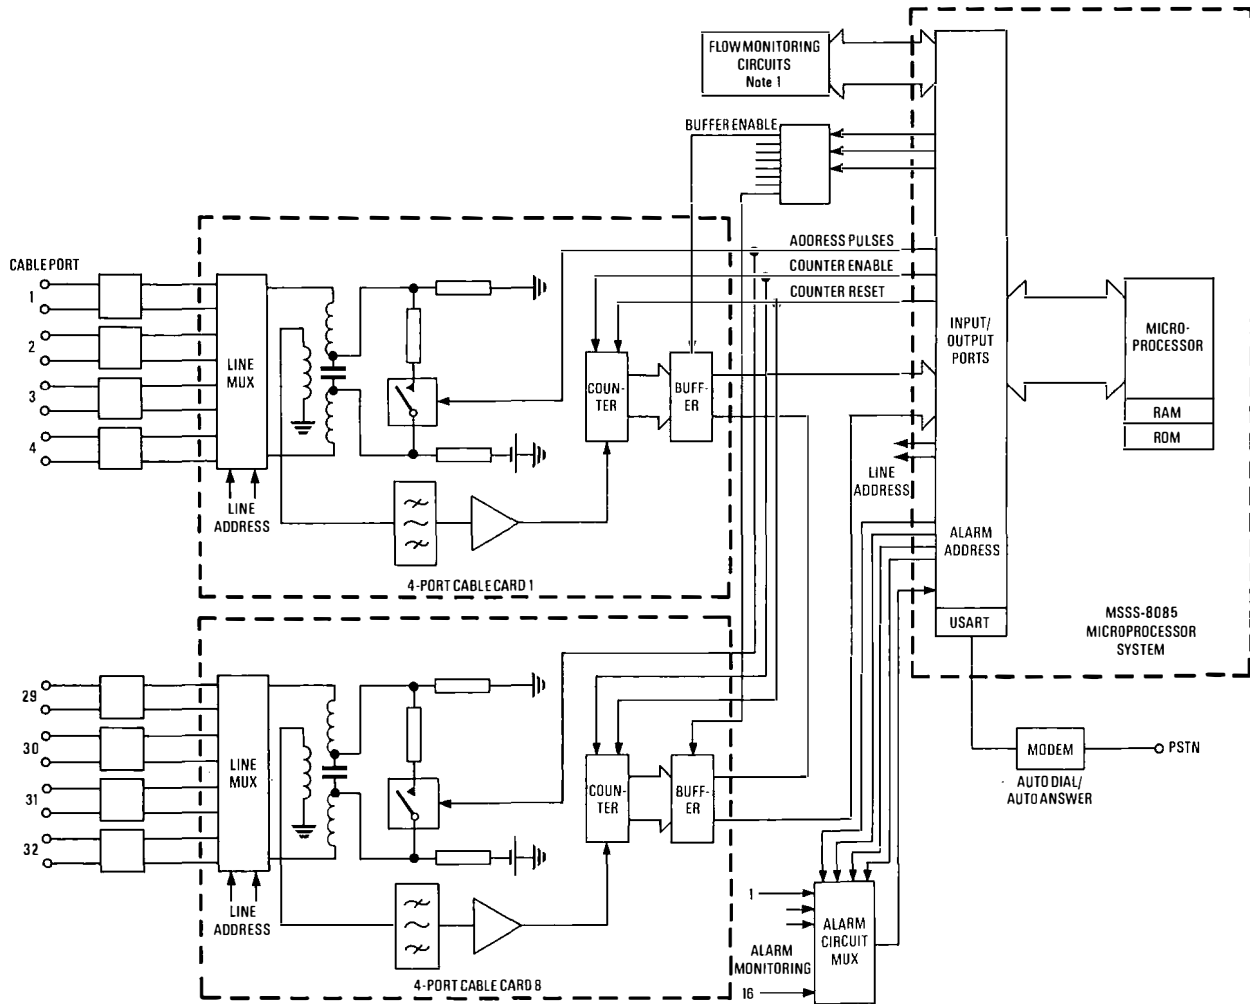 FLOW MONITORING
CIRCUITS
Note 1
BUFFER ENABLE
ADDRESS PULSES
COUNTER ENABLE
COUNTER RESET
CABLE PORT
1
2
3
4
LINE
MUX
LINE
ADDRESS
COUN-
TER
BUFF-
ER
4-PORT CABLE CARD 1
INPUT/
OUTPUT
PORTS
MICRO-
PROCESSOR
RAM
ROM
LINE
ADDRESS
ALARM
ADDRESS
USART
MSSS-8085
MICROPROCESSOR
SYSTEM
29
30
31
32
LINE
MUX
LINE
ADDRESS
COUN-
TER
BUFF-
ER
4-PORT CABLE CARD 8
MODEM
PSTN
AUTO DIAL/
AUTO ANSWER
1
ALARM
MONITORING
16
ALARM
CIRCUIT
MUX